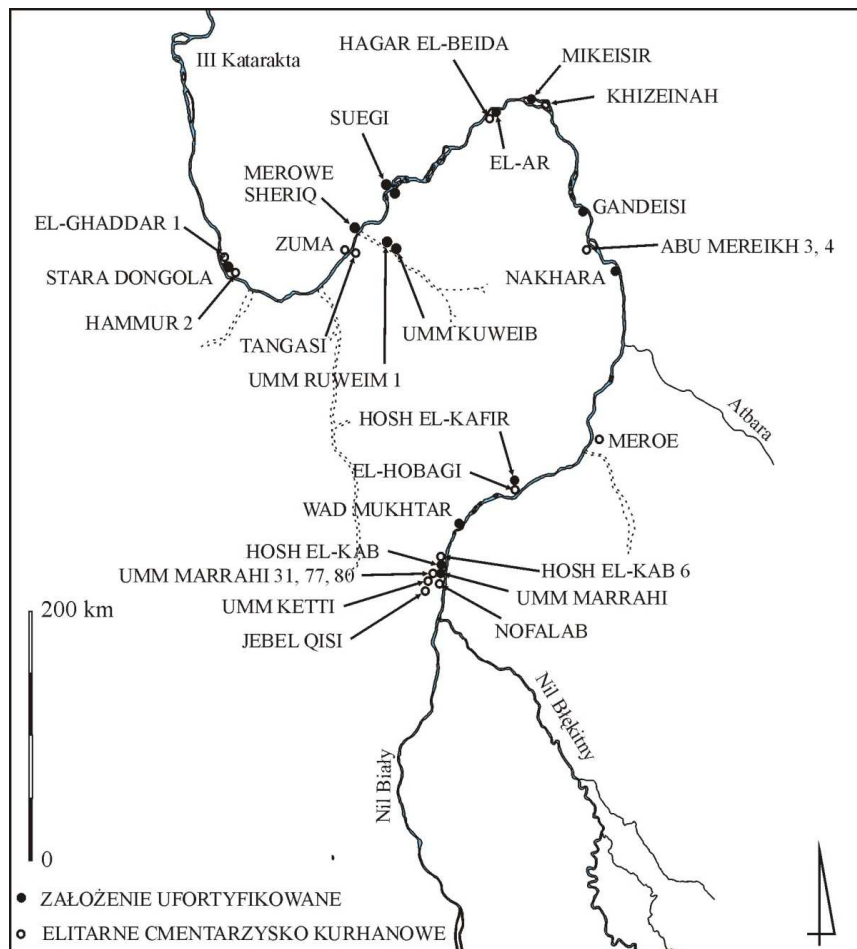 III Katarakta
HAGAR EL-BEIDA
MIKEISIR
KHIZEINAH
SUEGI
EL-AR
MEROWE
SHERIQ
GANDEISI
EL-GHADDAR 1
ZUMA
ABU MEREIKH 3, 4
STARA DONGOLA
NAKHARA
HAMMUR 2
UMM KUWEIB
TANGASI
UMM RUWEIM 1
HOSH EL-KAFIR
Atbara
MEROE
EL-HOBAGI
WAD MUKHTAR
HOSH EL-KAB
HOSH EL-KAB 6
UMM MARRAHI 31, 77, 80
UMM MARRAHI
UMM KETTI
200 km
NOFALAB
JEBEL QISI
Nil Błękitny
Nil Biały
0
ZAŁOŻENIE UFORTYFIKOWANE
ELITARNE CMENTARZYSKO KURHANOWE